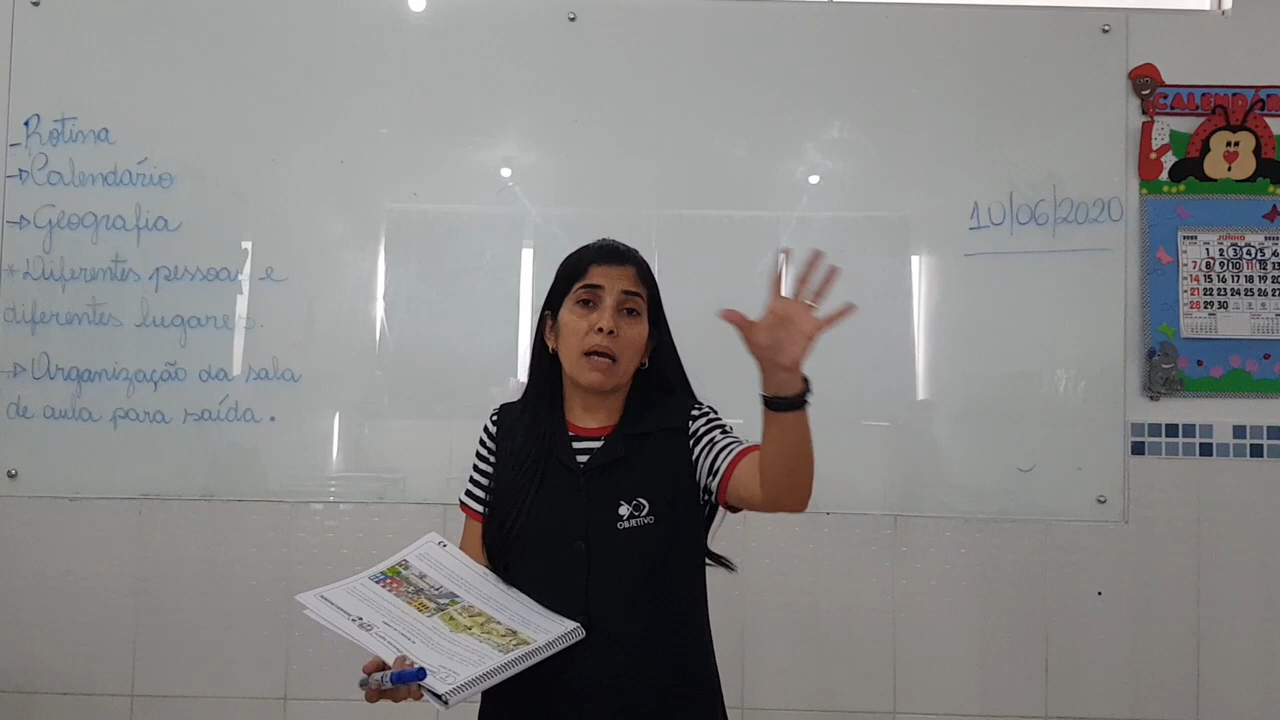 - Rotina
→ Calendário
→ Geografia
* Diferentes pessoas e
diferentes lugares.
→ Organização da sala
de aula para saída.
10/06/2020
OBJETIVO
CALENDÁR
JUNHO
1 2 3 4 5 6
7 8 9 10 11 12 13
14 15 16 17 18 19 20
21 22 23 24 25 26 27
28 29 30